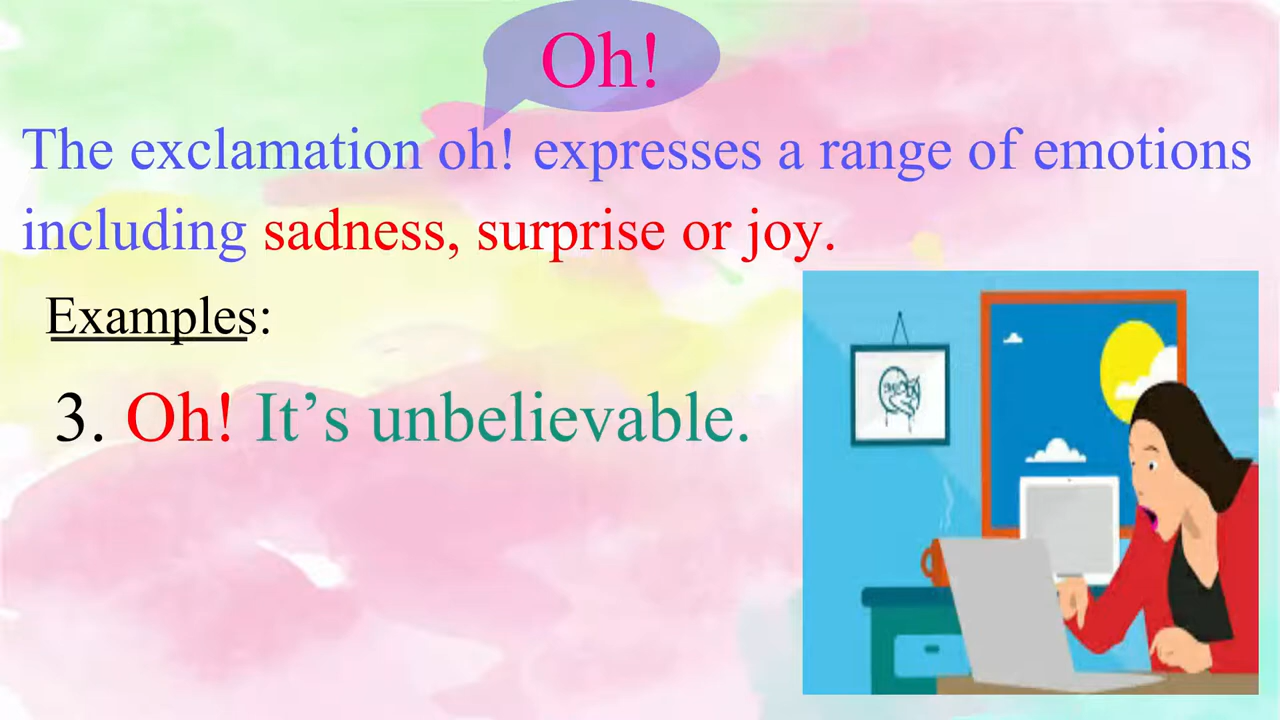 Oh!
The exclamation oh! expresses a range of emotions
including sadness, surprise or joy.
Examples:
3. Oh! It’s unbelievable.